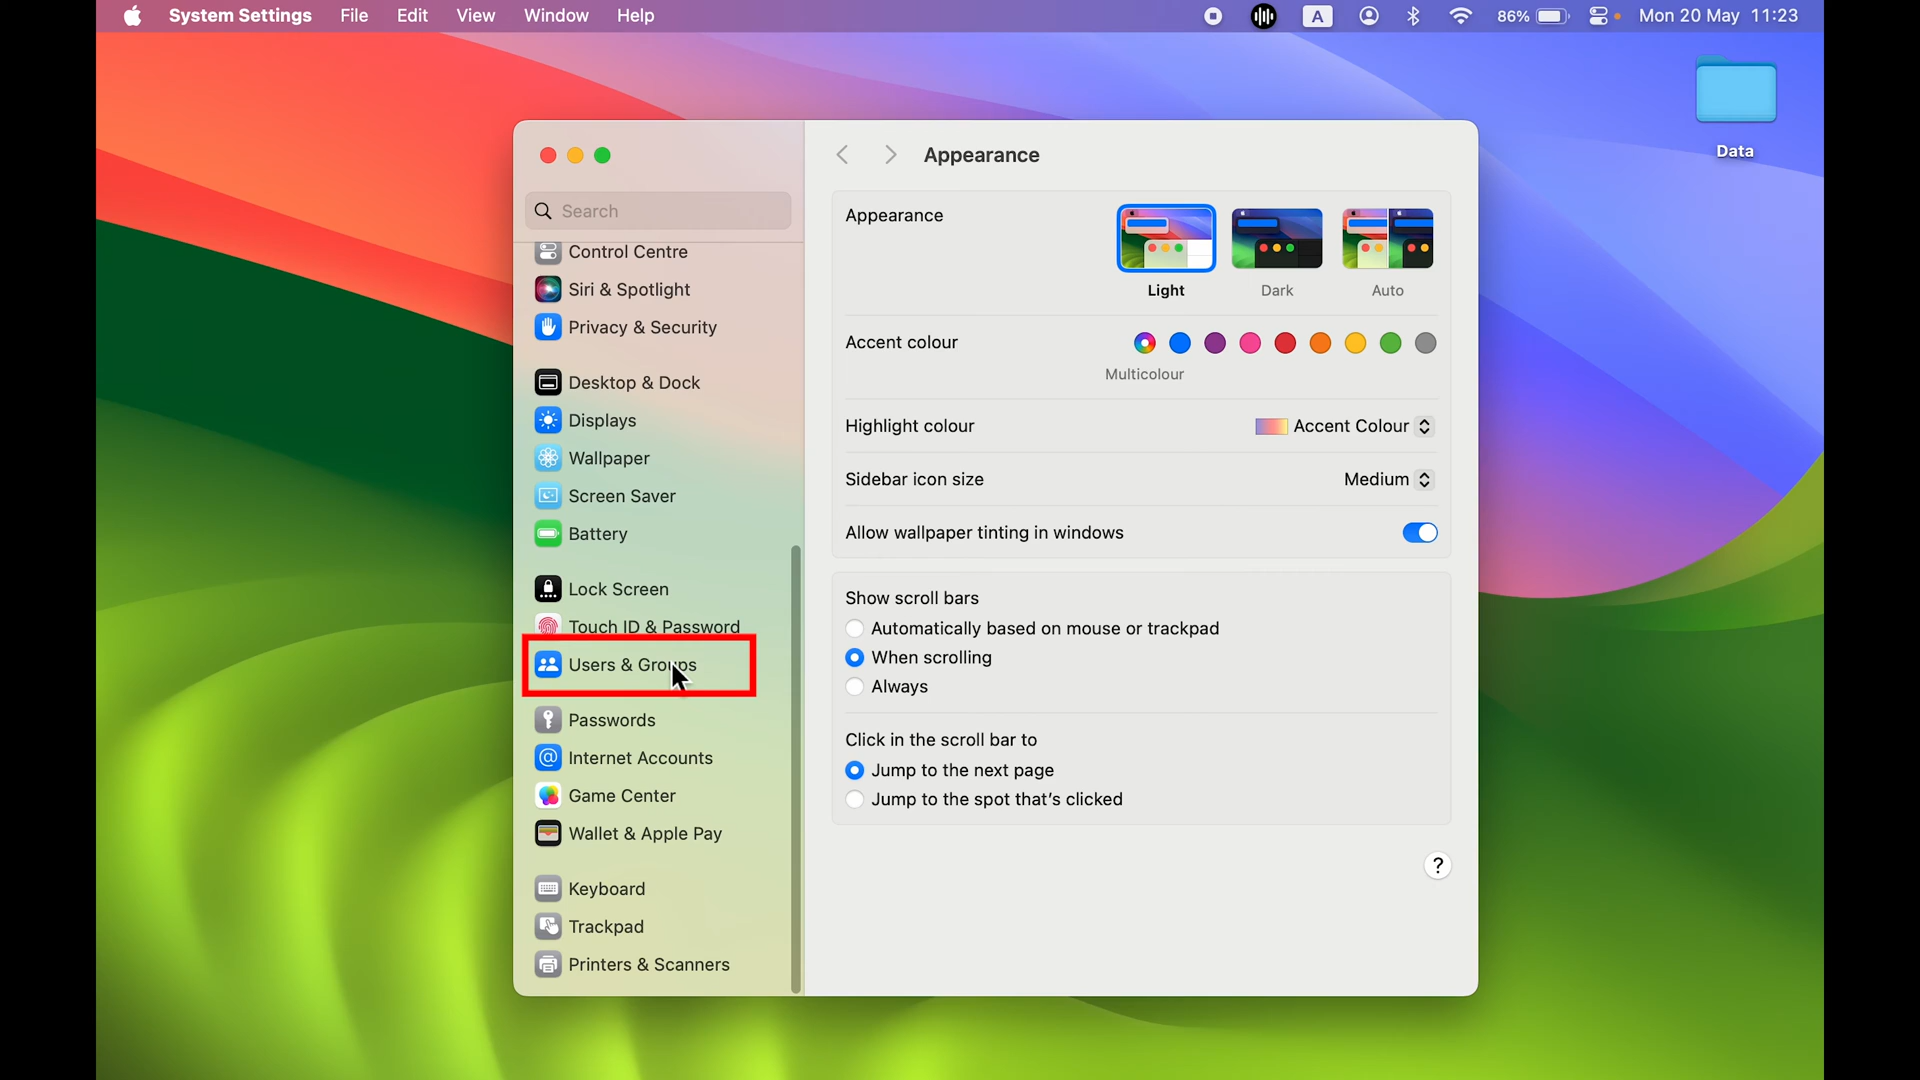 System Settings File Edit View Window Help A 86% Mon 20 May 11:23
Data
Search
Control Centre
Siri & Spotlight
Privacy & Security
Desktop & Dock
Displays
Wallpaper
Screen Saver
Battery
Lock Screen
Touch ID & Password
Users & Groups
Passwords
Internet Accounts
Game Center
Wallet & Apple Pay
Keyboard
Trackpad
Printers & Scanners
Appearance
Appearance
Light Dark Auto
Accent colour
Multicolour
Highlight colour Accent Colour
Sidebar icon size Medium
Allow wallpaper tinting in windows
Show scroll bars
Automatically based on mouse or trackpad
When scrolling
Always
Click in the scroll bar to
Jump to the next page
Jump to the spot that's clicked
?